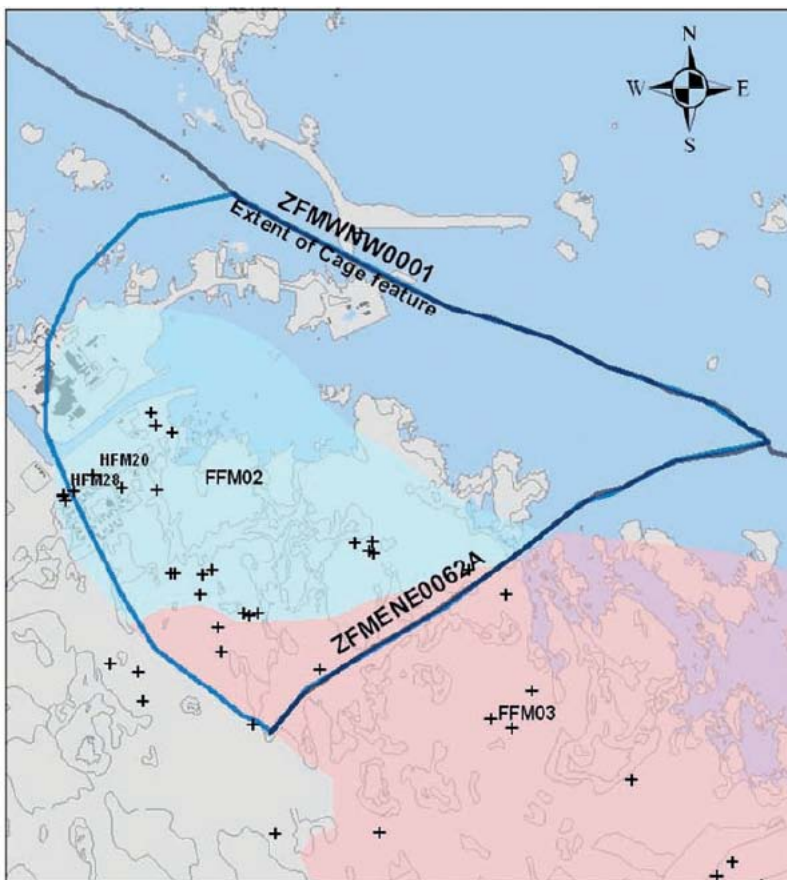 N
W E
S
ZFMWNW0001
Extent of Cage feature
HFM20
HFM28
FFM02
ZFMENE0062A
FFM03